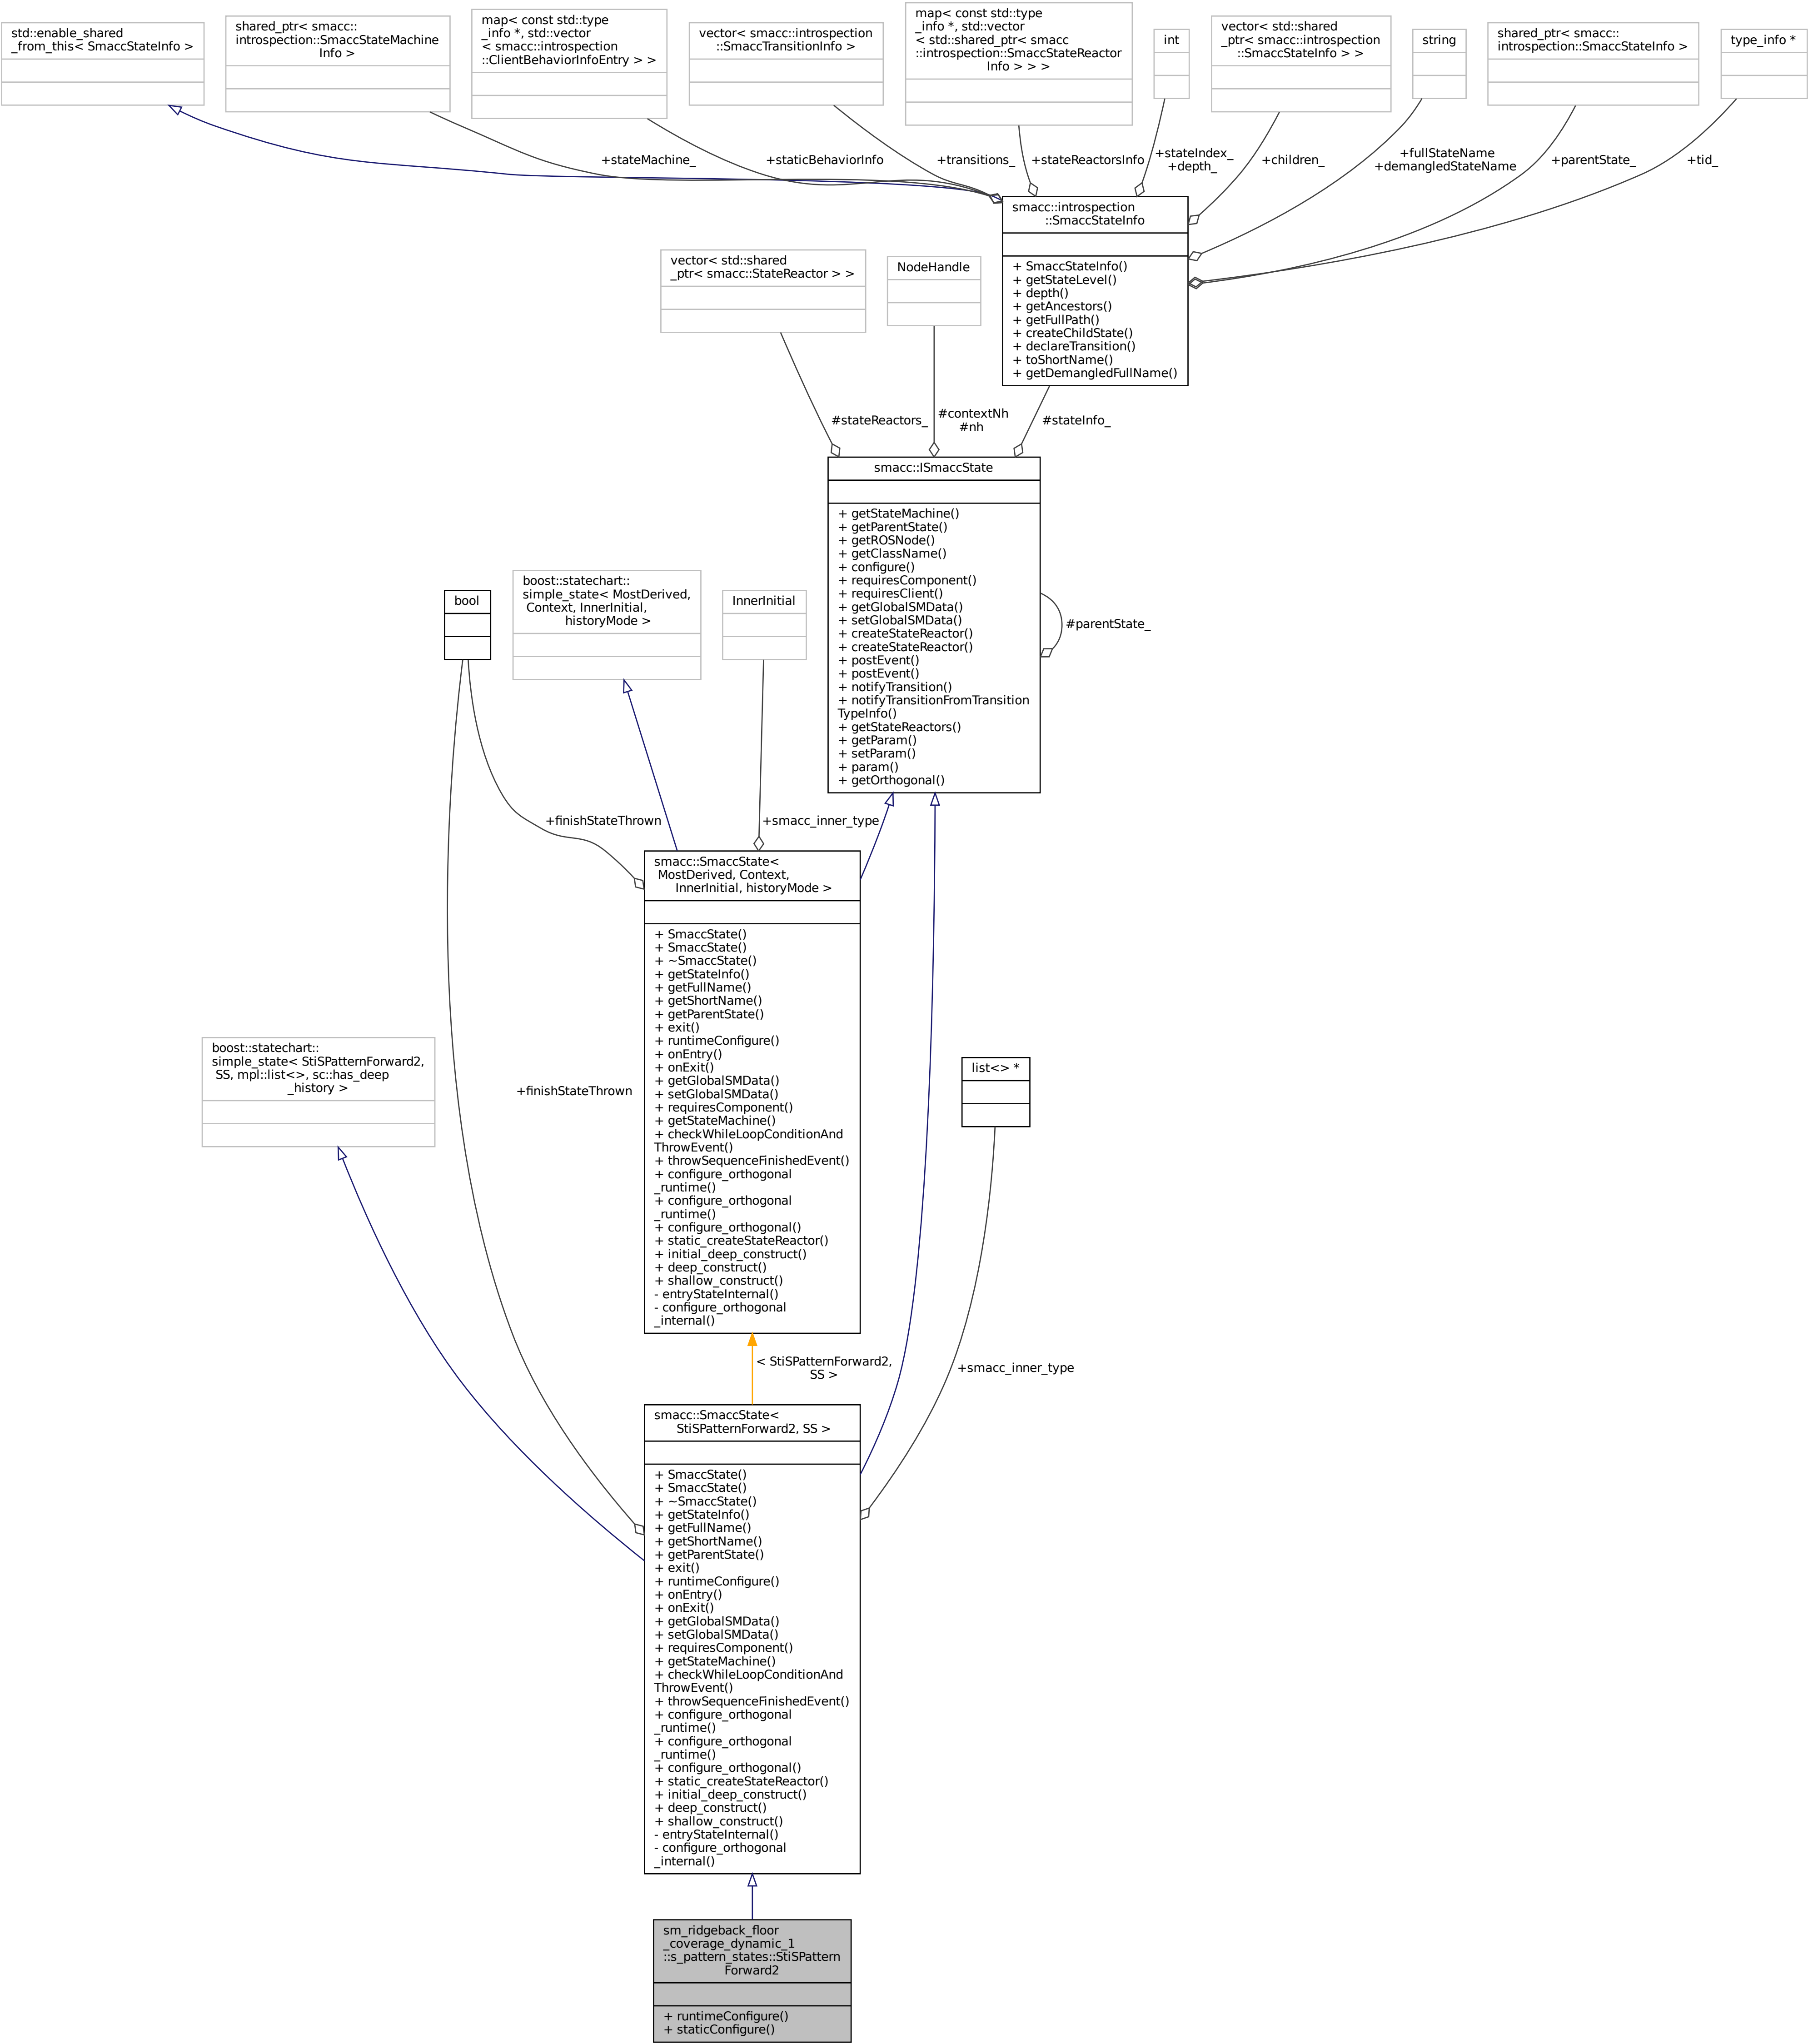 std::enable_shared
_from_this< SmaccStateInfo >
shared_ptr< smacc::
introspection::SmaccStateMachine
Info >
map< const std::type
_info *, std::vector
< smacc::introspection
::ClientBehaviorInfoEntry > >
vector< smacc::introspection
::SmaccTransitionInfo >
map< const std::type
_info *, std::vector
< std::shared_ptr< smacc
::introspection::SmaccStateReactor
Info > > >
int
vector< std::shared
_ptr< smacc::introspection
::SmaccStateInfo > >
string
shared_ptr< smacc::
introspection::SmaccStateInfo >
type_info *
+stateMachine_
+staticBehaviorInfo
+transitions_
+stateReactorsInfo
+stateIndex_
+depth_
+children_
+fullStateName
+demangledStateName
+parentState_
+tid_
smacc::introspection
::SmaccStateInfo
+ SmaccStateInfo()
+ getStateLevel()
+ depth()
+ getAncestors()
+ getFullPath()
+ createChildState()
+ declareTransition()
+ toShortName()
+ getDemangledFullName()
vector< std::shared
_ptr< smacc::StateReactor > >
NodeHandle
#stateReactors_
#contextNh
#nh
#stateInfo_
smacc::ISmaccState
+ getStateMachine()
+ getParentState()
+ getROSNode()
+ getClassName()
+ configure()
+ requiresComponent()
+ requiresClient()
+ getGlobalSMData()
+ setGlobalSMData()
+ createStateReactor()
+ createStateReactor()
+ postEvent()
+ postEvent()
+ notifyTransition()
+ notifyTransitionFromTransition
TypeInfo()
+ getStateReactors()
+ getParam()
+ setParam()
+ param()
+ getOrthogonal()
#parentState_
bool
boost::statechart::
simple_state< MostDerived,
Context, InnerInitial,
historyMode >
InnerInitial
+finishStateThrown
+smacc_inner_type
smacc::SmaccState<
MostDerived, Context,
InnerInitial, historyMode >
+ SmaccState()
+ SmaccState()
+ ~SmaccState()
+ getStateInfo()
+ getFullName()
+ getShortName()
+ getParentState()
+ exit()
+ runtimeConfigure()
+ onEntry()
+ onExit()
+ getGlobalSMData()
+ setGlobalSMData()
+ requiresComponent()
+ getStateMachine()
+ checkWhileLoopConditionAnd
ThrowEvent()
+ throwSequenceFinishedEvent()
+ configure_orthogonal
_runtime()
+ configure_orthogonal
_runtime()
+ configure_orthogonal()
+ static_createStateReactor()
+ initial_deep_construct()
+ deep_construct()
+ shallow_construct()
- entryStateInternal()
- configure_orthogonal
_internal()
boost::statechart::
simple_state< StiSPatternForward2,
SS, mpl::list<>, sc::has_deep
_history >
+finishStateThrown
list<> *
< StiSPatternForward2,
SS >
+smacc_inner_type
smacc::SmaccState<
StiSPatternForward2, SS >
+ SmaccState()
+ SmaccState()
+ ~SmaccState()
+ getStateInfo()
+ getFullName()
+ getShortName()
+ getParentState()
+ exit()
+ runtimeConfigure()
+ onEntry()
+ onExit()
+ getGlobalSMData()
+ setGlobalSMData()
+ requiresComponent()
+ getStateMachine()
+ checkWhileLoopConditionAnd
ThrowEvent()
+ throwSequenceFinishedEvent()
+ configure_orthogonal
_runtime()
+ configure_orthogonal
_runtime()
+ configure_orthogonal()
+ static_createStateReactor()
+ initial_deep_construct()
+ deep_construct()
+ shallow_construct()
- entryStateInternal()
- configure_orthogonal
_internal()
sm_ridgeback_floor
_coverage_dynamic_1
::s_pattern_states::StiSPattern
Forward2
+ runtimeConfigure()
+ staticConfigure()